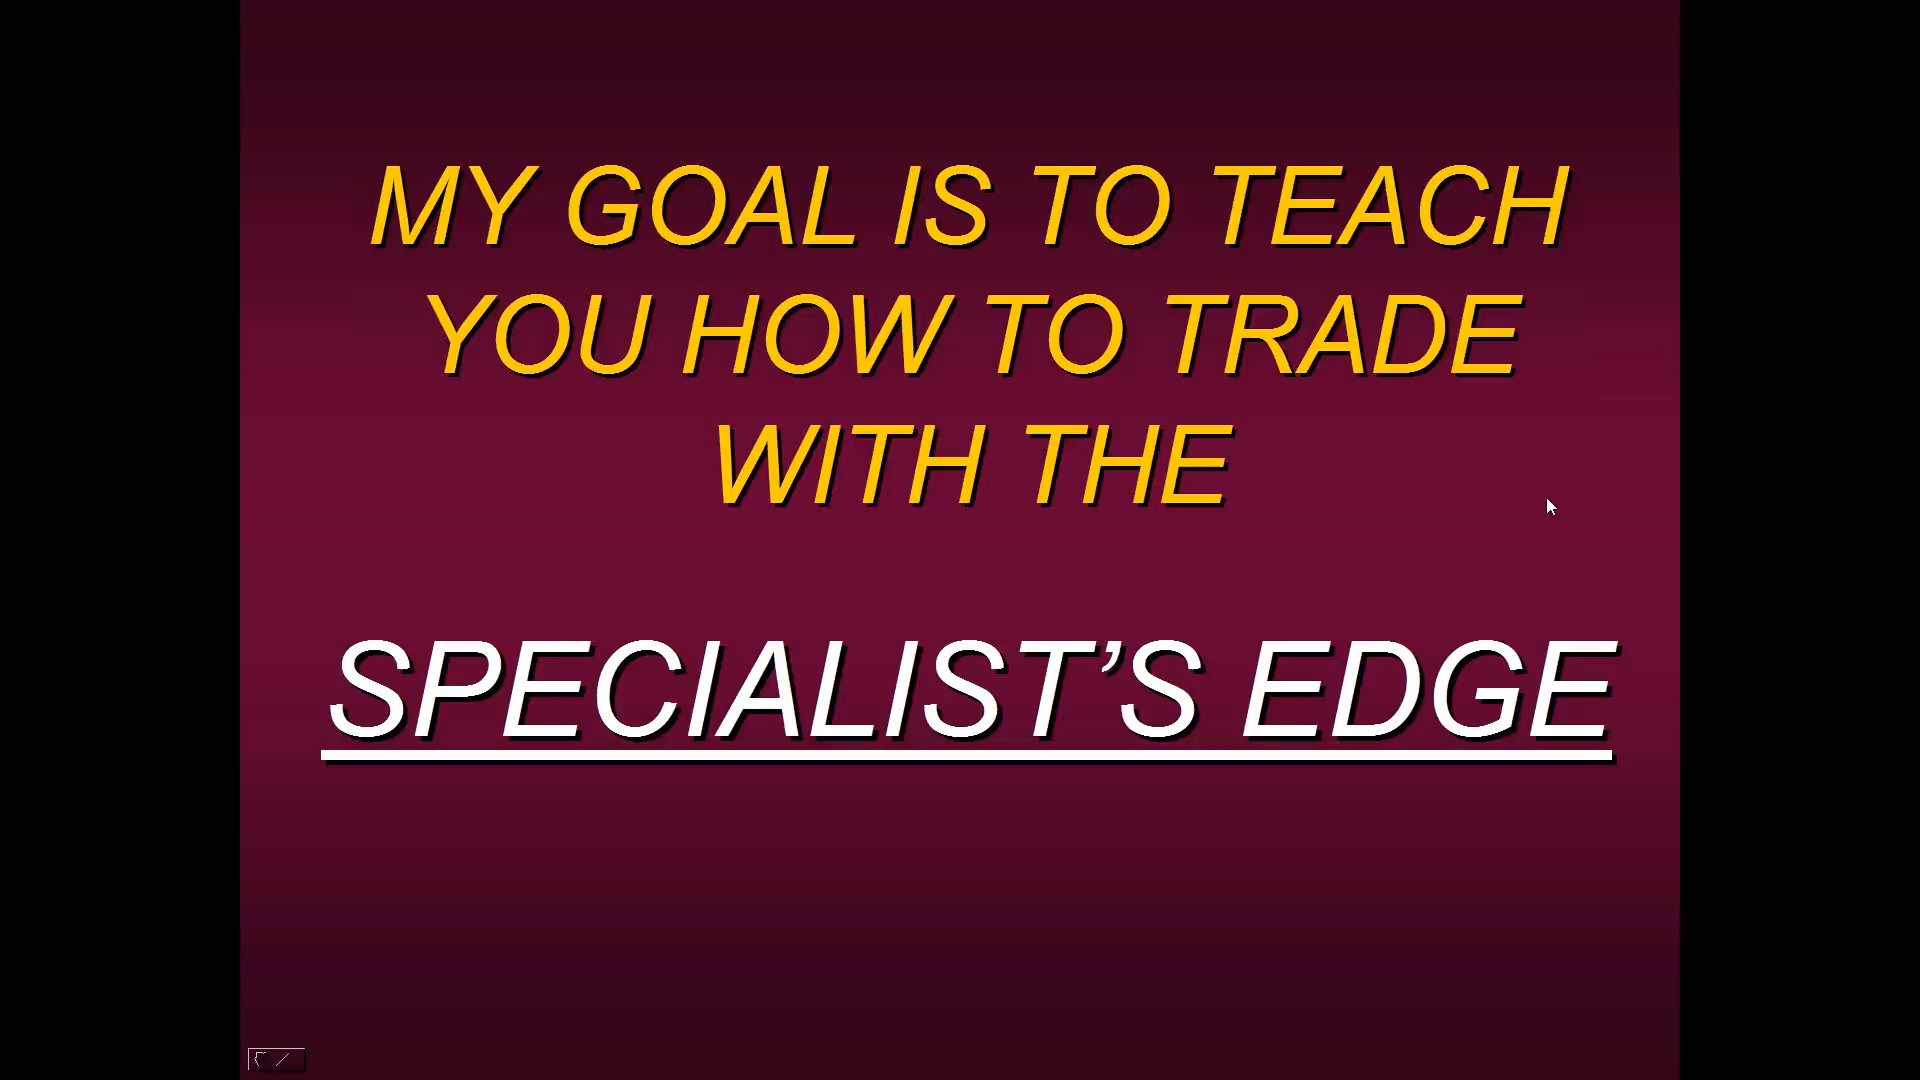 MY GOAL IS TO TEACH
YOU HOW TO TRADE
WITH THE
SPECIALIST’S EDGE